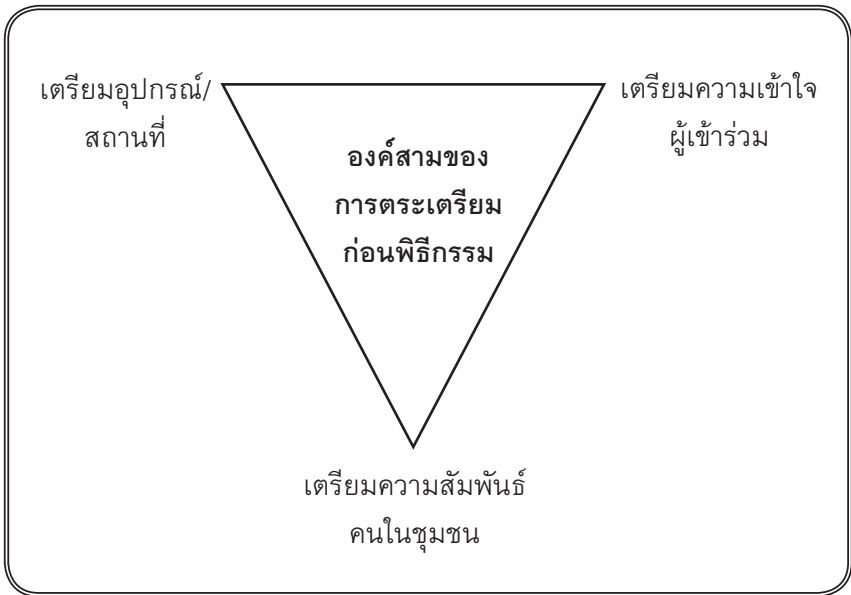 เตรียมอุปกรณ์/
สถานที่
เตรียมความเข้าใจ
ผู้เข้าร่วม
องค์สามของ
การตระเตรียม
ก่อนพิธีกรรม
เตรียมความสัมพันธ์
คนในชุมชน